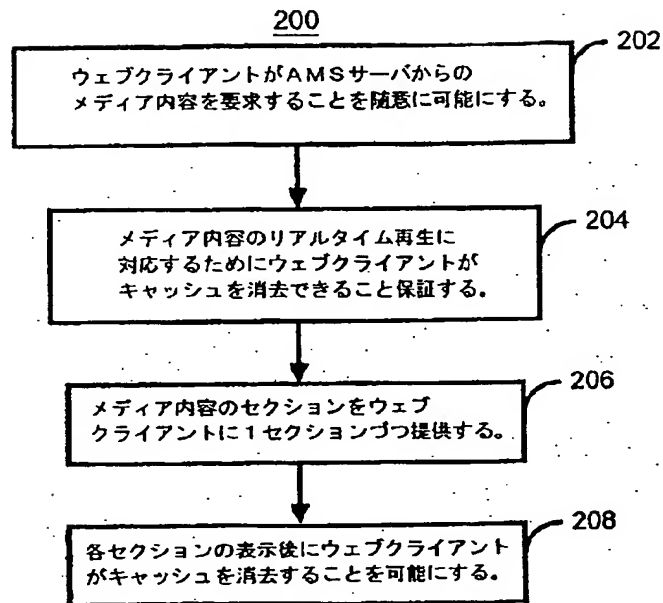 200
202
ウェブクライアントがAMSサーバからの
メディア内容を要求することを随意に可能にする。
204
メディア内容のリアルタイム再生に
対応するためにウェブクライアントが
キャッシュを消去できること保証する。
206
メディア内容のセクションをウェブ
クライアントに1セクションづつ提供する。
208
各セクションの表示後にウェブクライアント
がキャッシュを消去することを可能にする。